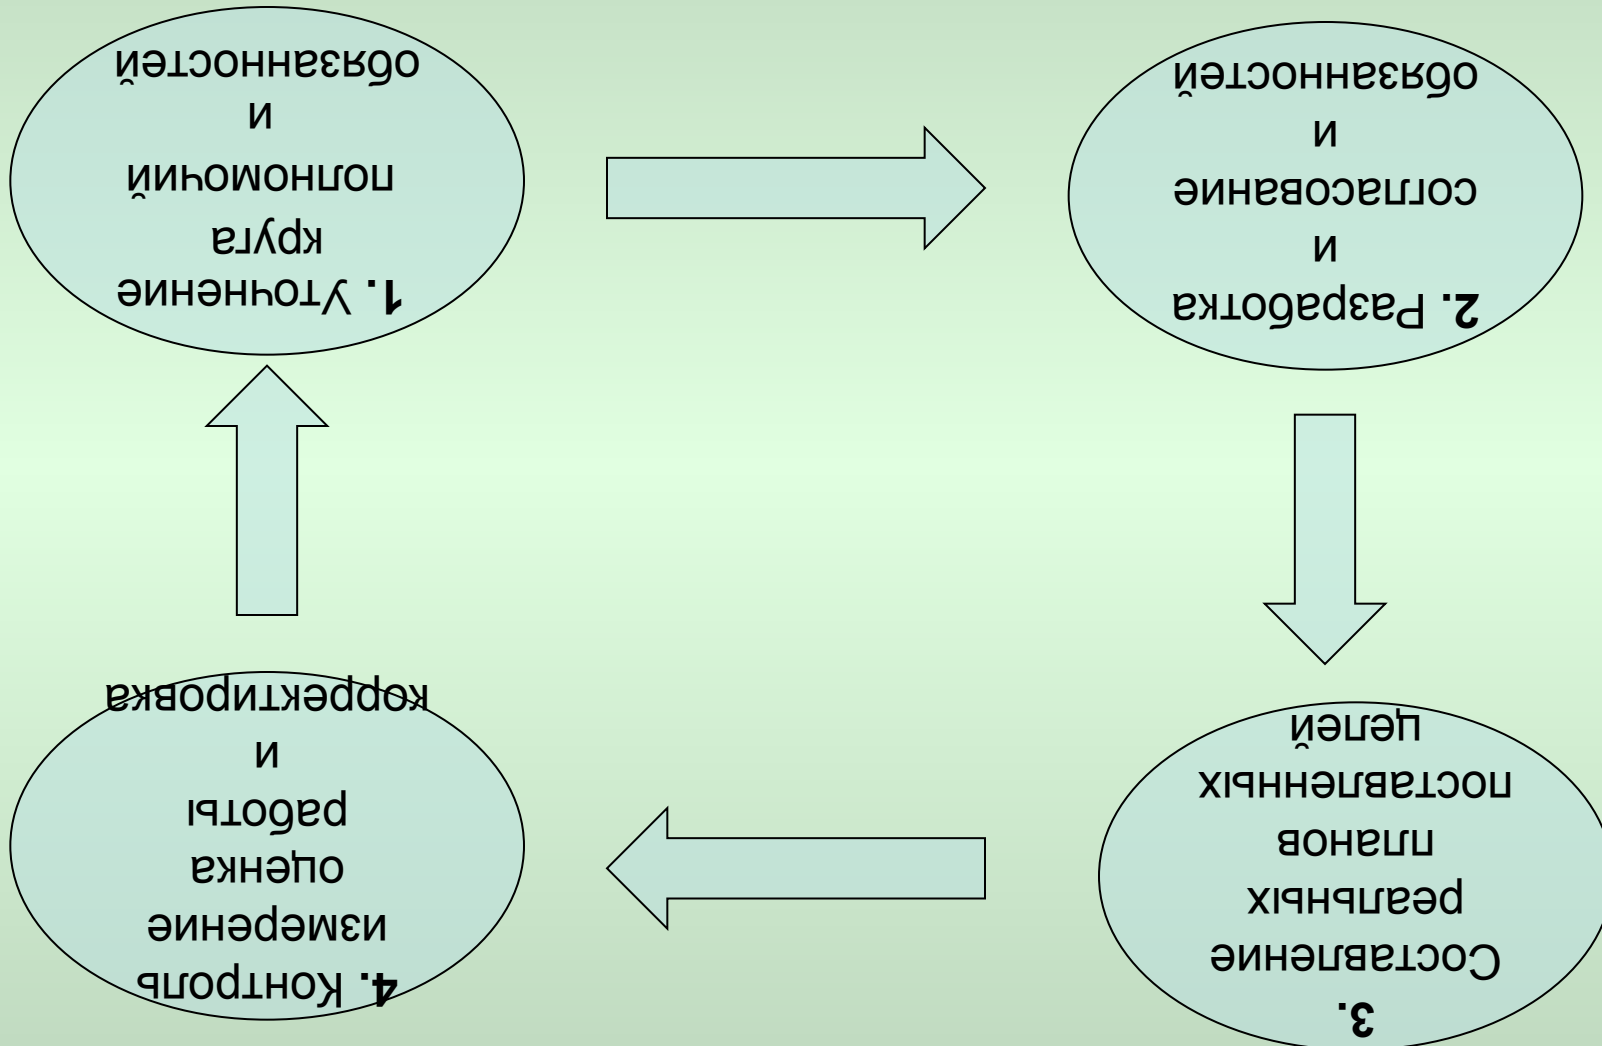 1. Уточнение
круга
полномочий
и
обязанностей
2. Разработка
и
согласование
и
обязанностей
3.
Составление
реальных
планов
поставленных
целей
4. Контроль
измерение
оценка
работы
и
корректировка